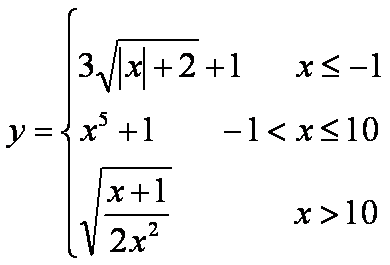 y = { 3√(|x| + 2) + 1    x ≤ -1
x⁵ + 1    -1 < x ≤ 10
√((x + 1)/(2x²))    x > 10